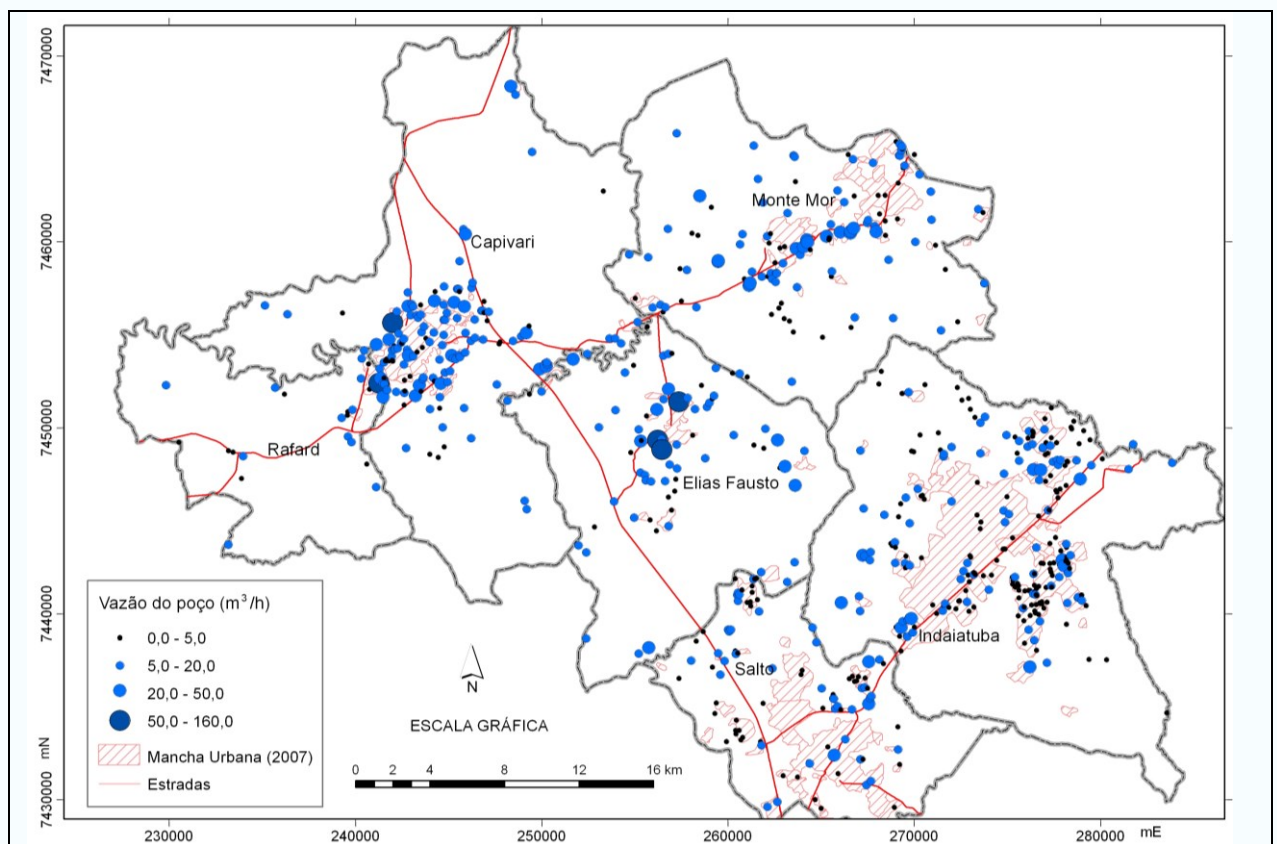 7470000
7460000
7450000
7440000
7430000 mN
230000
240000
250000
260000
270000
280000 mE
Monte Mor
Capivari
Rafard
Elias Fausto
Indaiatuba
Salto
Vazão do poço (m³/h)
0,0 - 5,0
5,0 - 20,0
20,0 - 50,0
50,0 - 160,0
Mancha Urbana (2007)
Estradas
N
ESCALA GRÁFICA
0 2 4 8 12 16 km